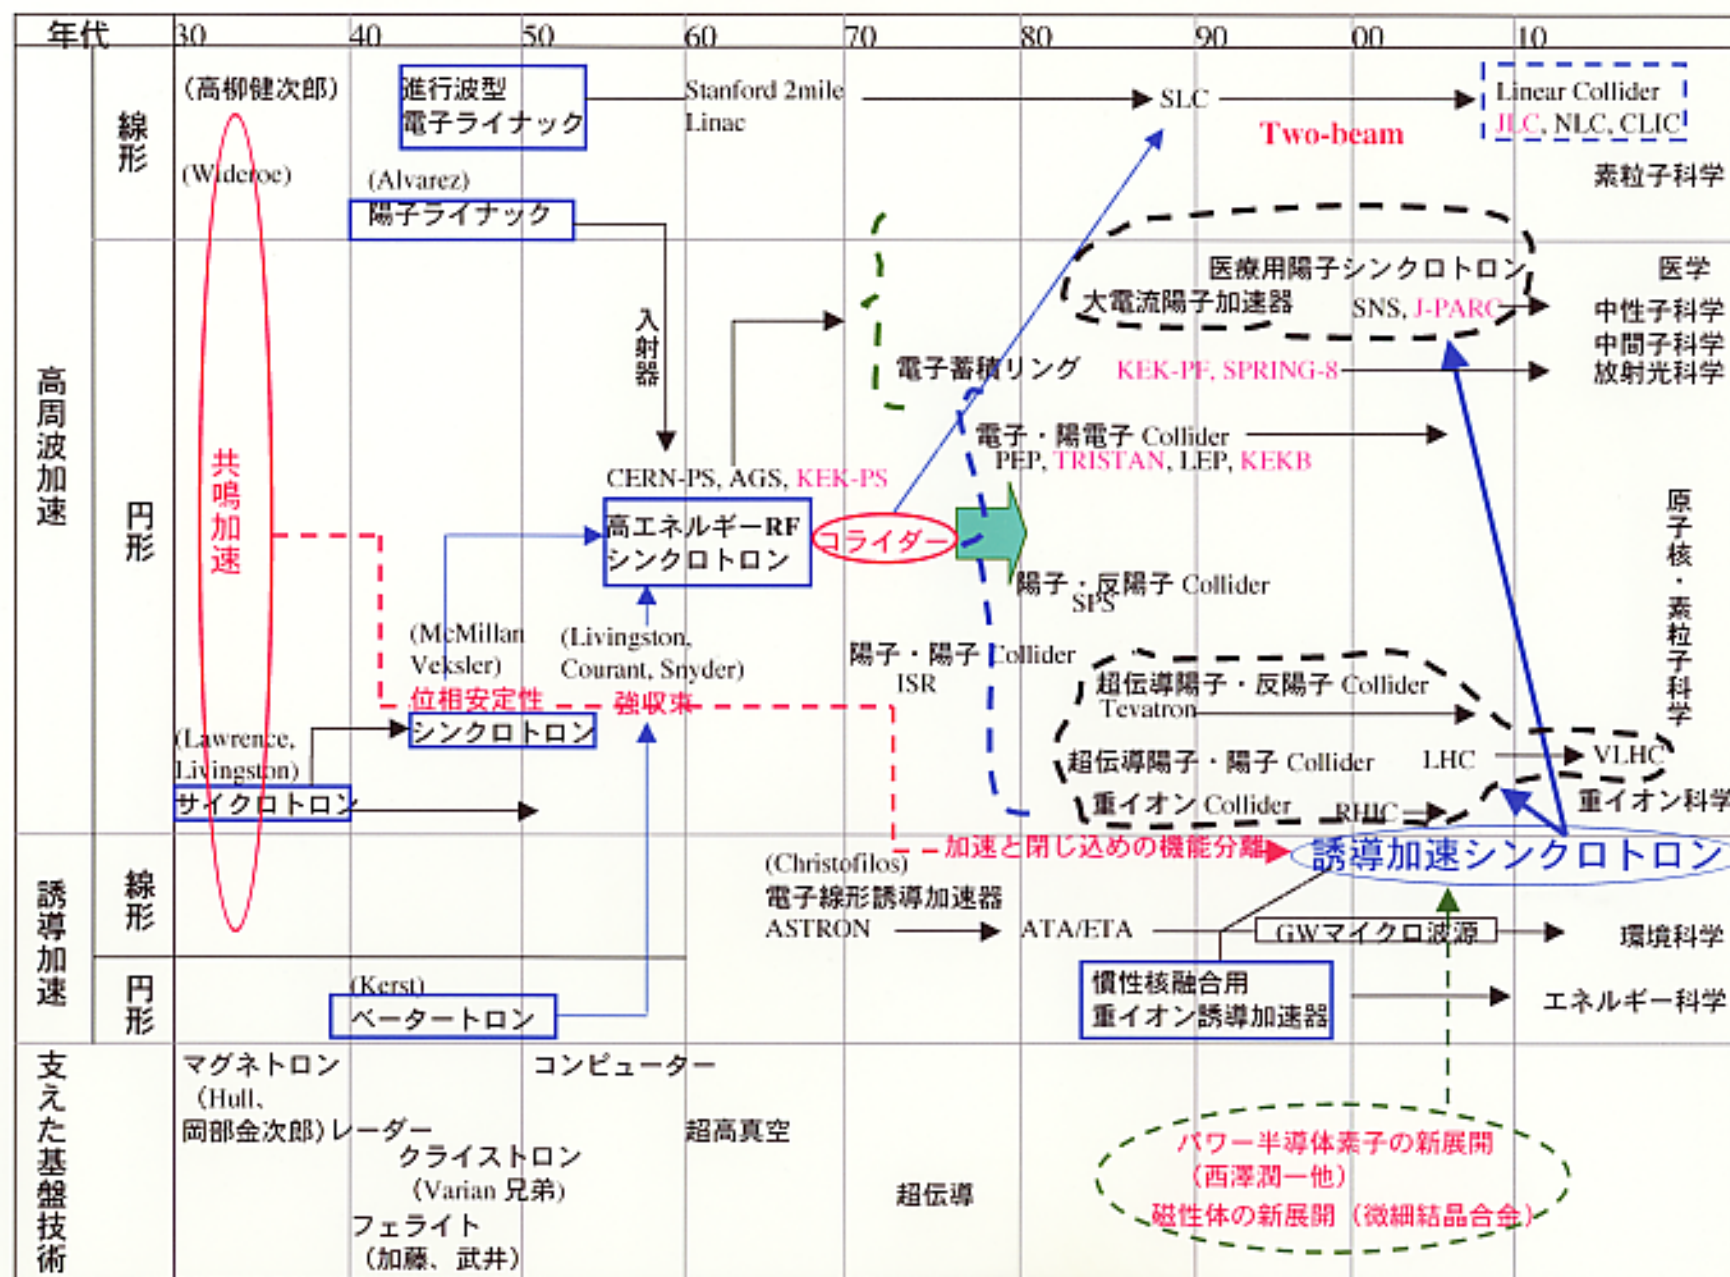 年代 30 40 50 60 70 80 90 00 10
高周波加速
線形
円形
誘導加速
線形
円形
支えた基盤技術
(高柳健次郎)
(Wideroe)
共鳴加速
進行波型
電子ライナック
Stanford 2mile
Linac
SLC
Two-beam
Linear Collider
JLC, NLC, CLIC
素粒子科学
(Alvarez)
陽子ライナック
入射器
医療用陽子シンクロトロン
医学
大電流陽子加速器
SNS, J-PARC
中性子科学
中間子科学
電子蓄積リング
KEK-PF, SPRING-8
放射光科学
電子・陽電子 Collider
PEP, TRISTAN, LEP, KEKB
CERN-PS, AGS, KEK-PS
高エネルギーRF
シンクロトロン
コライダー
陽子・反陽子 Collider
SPS
原子核・素粒子科学
(McMillan
Veksler)
(Livingston,
Courant, Snyder)
陽子・陽子 Collider
ISR
位相安定性
強収束
シンクロトロン
超伝導陽子・反陽子 Collider
Tevatron
(Lawrence,
Livingston)
サイクロトロン
超伝導陽子・陽子 Collider
LHC
VLHC
重イオン Collider
RHIC
重イオン科学
加速と閉じ込めの機能分離
誘導加速シンクロトロン
(Christofilos)
電子線形誘導加速器
ASTRON
ATA/ETA
GWマイクロ波源
環境科学
(Kerst)
ベータートロン
慣性核融合用
重イオン誘導加速器
エネルギー科学
マグネトロン
(Hull、
岡部金次郎)レーダー
コンピューター
超高真空
クライストロン
(Varian 兄弟)
フェライト
(加藤、武井)
超伝導
パワー半導体素子の新展開
(西澤潤一他)
磁性体の新展開(微細結晶合金)